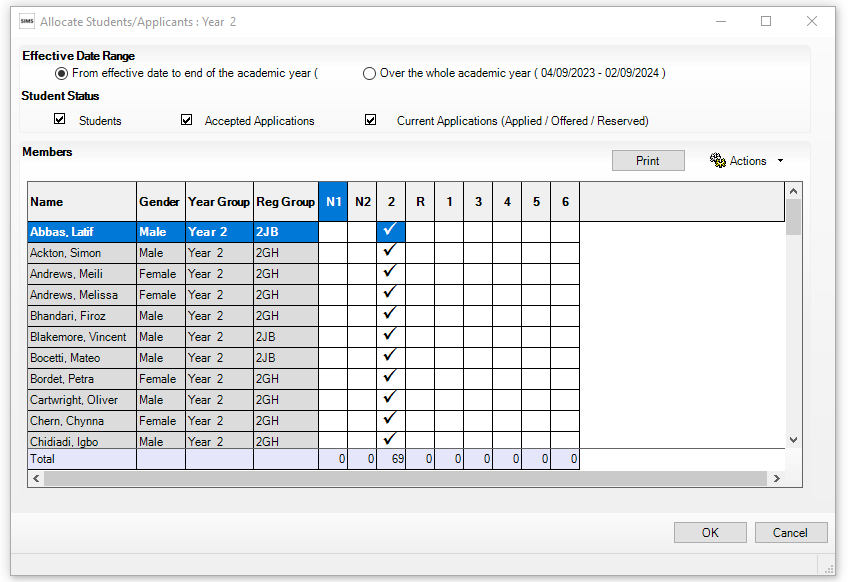 SIMS Allocate Students/Applicants : Year 2
Effective Date Range
From effective date to end of the academic year ( Over the whole academic year ( 04/09/2023 - 02/09/2024 )
Student Status
Students Accepted Applications Current Applications (Applied / Offered / Reserved)
Members
Print Actions
Name Gender Year Group Reg Group N1 N2 2 R 1 3 4 5 6
Abbas, Latif Male Year 2 2JB ✓
Ackton, Simon Male Year 2 2GH ✓
Andrews, Meili Female Year 2 2GH ✓
Andrews, Melissa Female Year 2 2GH ✓
Bhandari, Firoz Male Year 2 2GH ✓
Blakemore, Vincent Male Year 2 2JB ✓
Bocetti, Mateo Male Year 2 2JB ✓
Bordet, Petra Female Year 2 2GH ✓
Cartwright, Oliver Male Year 2 2GH ✓
Chern, Chynna Female Year 2 2GH ✓
Chidiadi, Igbo Male Year 2 2GH ✓
Total 0 0 69 0 0 0 0 0 0
OK Cancel